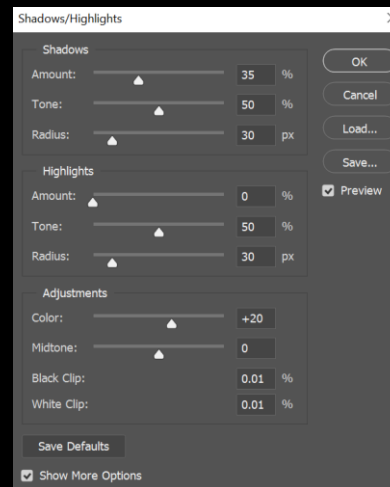 Shadows/Highlights
Shadows
Amount: 35 %
Tone: 50 %
Radius: 30 px
Highlights
Amount: 0 %
Tone: 50 %
Radius: 30 px
Adjustments
Color: +20
Midtone: 0
Black Clip: 0.01 %
White Clip: 0.01 %
Save Defaults
Show More Options
OK
Cancel
Load...
Save...
Preview